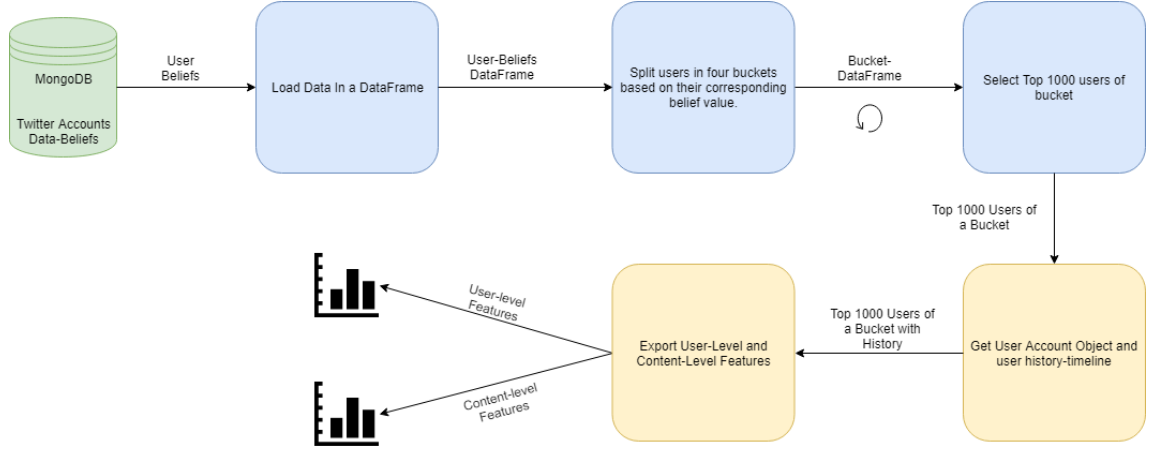 MongoDB
Twitter Accounts
Data-Beliefs
User
Beliefs
Load Data In a DataFrame
User-Beliefs
DataFrame
Split users in four buckets
based on their corresponding
belief value.
Bucket-
DataFrame
Select Top 1000 users of
bucket
Top 1000 Users of
a Bucket
Get User Account Object and
user history-timeline
Top 1000 Users of
a Bucket with
History
Export User-Level and
Content-Level Features
User-level
Features
Content-level
Features